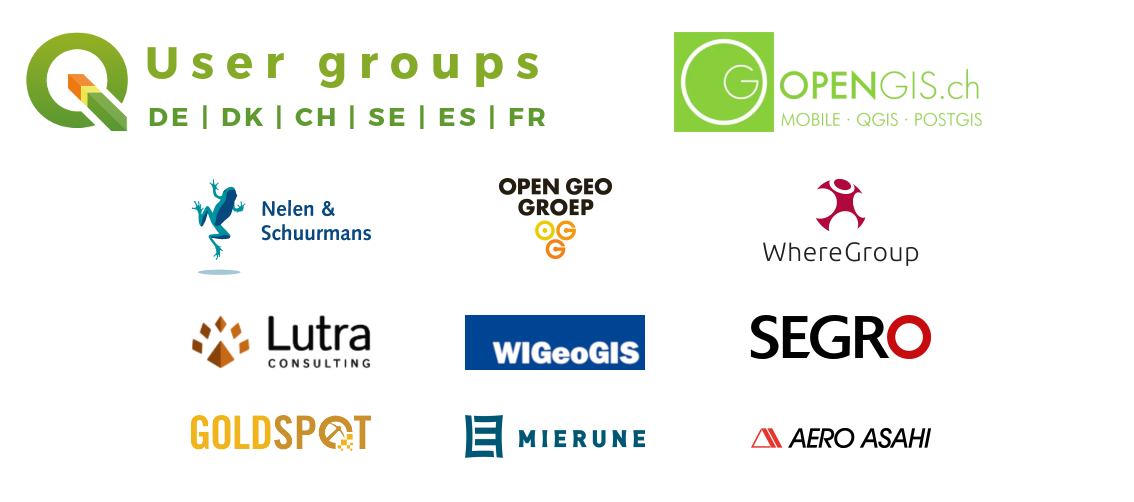 User groups
DE | DK | CH | SE | ES | FR
OPENGIS.ch
MOBILE · QGIS · POSTGIS
Nelen &
Schuurmans
OPEN GEO
GROEP
OGG
WhereGroup
Lutra
CONSULTING
WIGeoGIS
SEGRO
GOLDSPOT
MIERUNE
AERO ASAHI